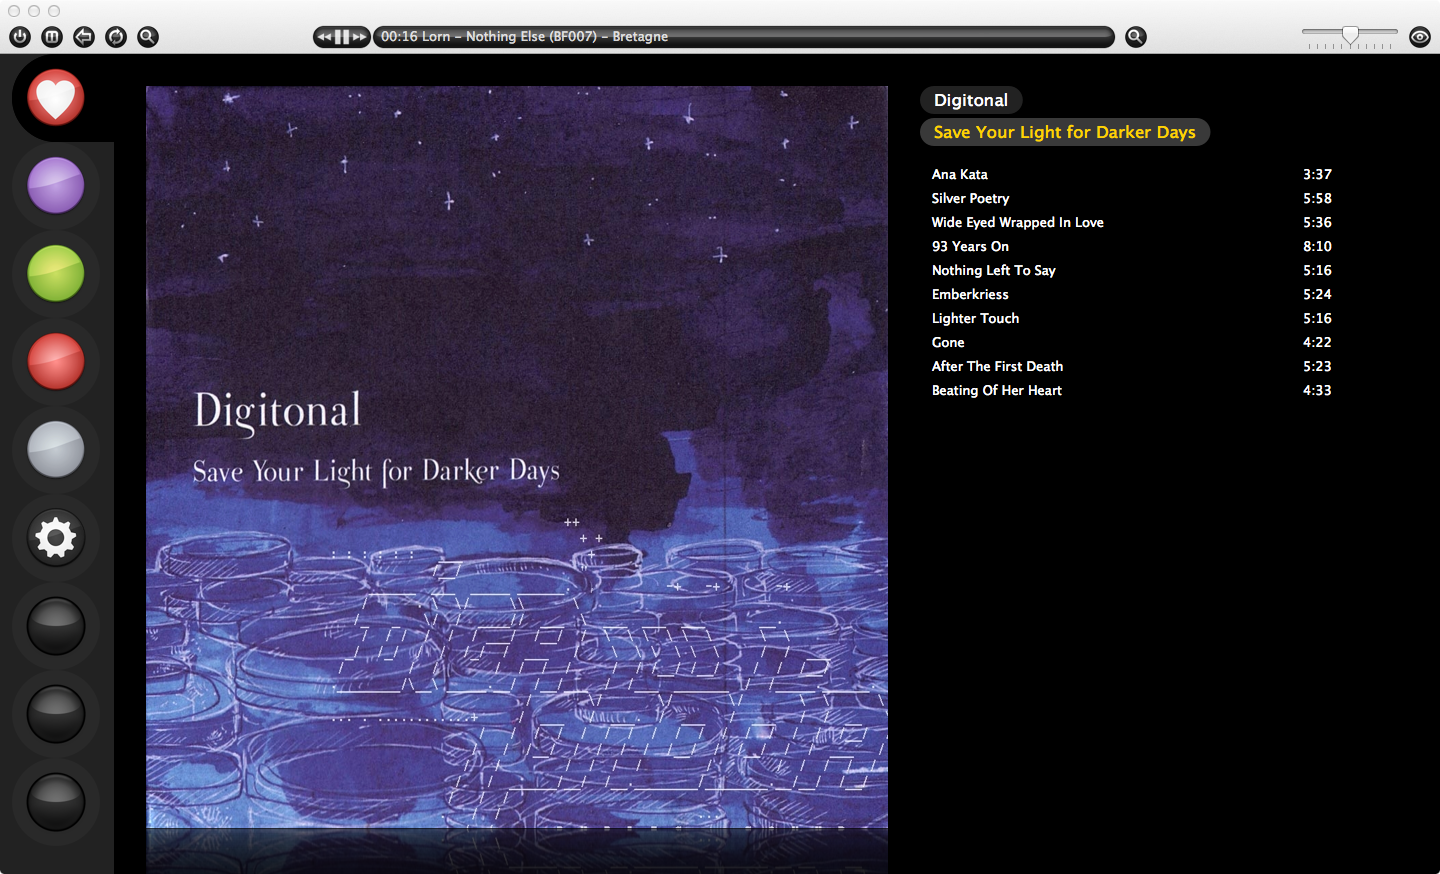 00:16 Lorn – Nothing Else (BF007) – Bretagne
Digitonal
Save Your Light for Darker Days
Digitonal
Save Your Light for Darker Days
Ana Kata 3:37
Silver Poetry 5:58
Wide Eyed Wrapped In Love 5:36
93 Years On 8:10
Nothing Left To Say 5:16
Emberkriess 5:24
Lighter Touch 5:16
Gone 4:22
After The First Death 5:23
Beating Of Her Heart 4:33